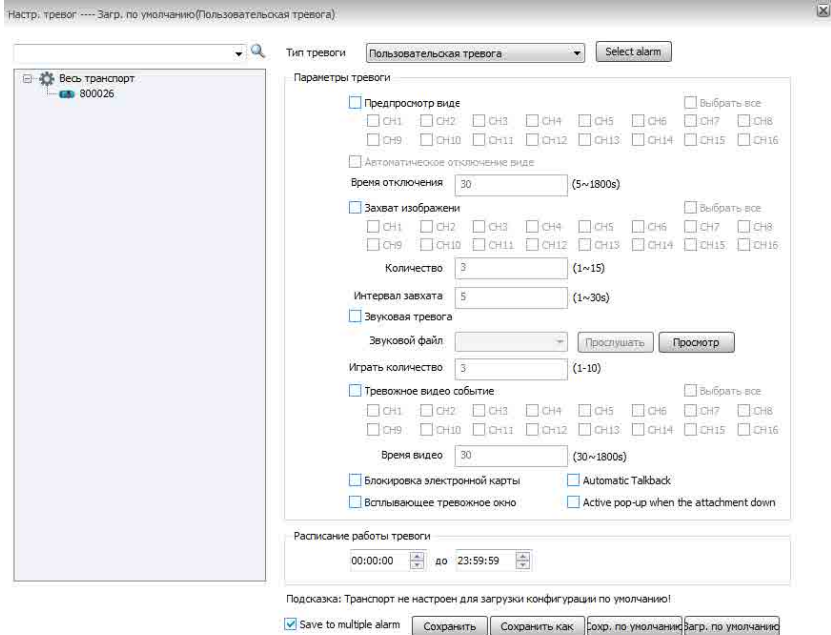 Настр. тревог ---- Загр. по умолчанию(Пользовательская тревога)
Тип тревоги Пользовательская тревога Select alarm
Весь транспорт
800026
Параметры тревоги
Предпросмотр виде Выбрать все
CH1 CH2 CH3 CH4 CH5 CH6 CH7 CH8
CH9 CH10 CH11 CH12 CH13 CH14 CH15 CH16
Автоматическое отключение виде
Время отключения 30 (5~1800s)
Захват изображени Выбрать все
CH1 CH2 CH3 CH4 CH5 CH6 CH7 CH8
CH9 CH10 CH11 CH12 CH13 CH14 CH15 CH16
Количество 3 (1~15)
Интервал завхата 5 (1~30s)
Звуковая тревога
Звуковой файл Прослушать Просмотр
Играть количество 3 (1-10)
Тревожное видео событие Выбрать все
CH1 CH2 CH3 CH4 CH5 CH6 CH7 CH8
CH9 CH10 CH11 CH12 CH13 CH14 CH15 CH16
Время видео 30 (30~1800s)
Блокировка электронной карты Automatic Talkback
Всплывающее тревожное окно Active pop-up when the attachment down
Расписание работы тревоги
00:00:00 до 23:59:59
Подсказка: Транспорт не настроен для загрузки конфигурации по умолчанию!
Save to multiple alarm Сохранить Сохранить как Сохр. по умолчанию Загр. по умолчанию